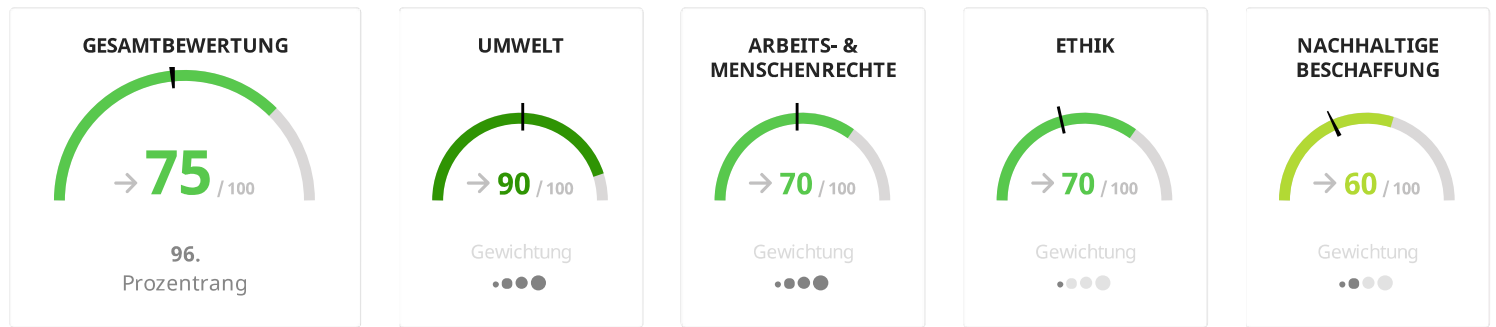 GESAMTBEWERTUNG
75 / 100
96.
Prozentrang
UMWELT
90 / 100
Gewichtung
ARBEITS- &
MENSCHENRECHTE
70 / 100
Gewichtung
ETHIK
70 / 100
Gewichtung
NACHHALTIGE
BESCHAFFUNG
60 / 100
Gewichtung